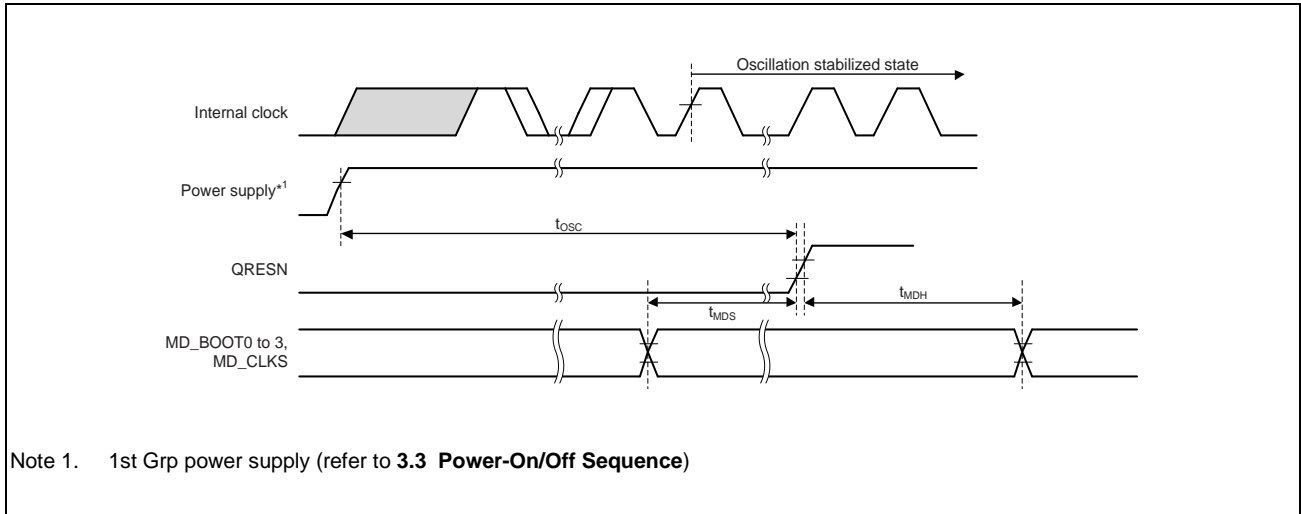 Oscillation stabilized state
Internal clock
Power supply*1
tOSC
QRESN
tMDH
tMDS
MD_BOOT0 to 3,
MD_CLKS
Note 1. 1st Grp power supply (refer to 3.3 Power-On/Off Sequence)